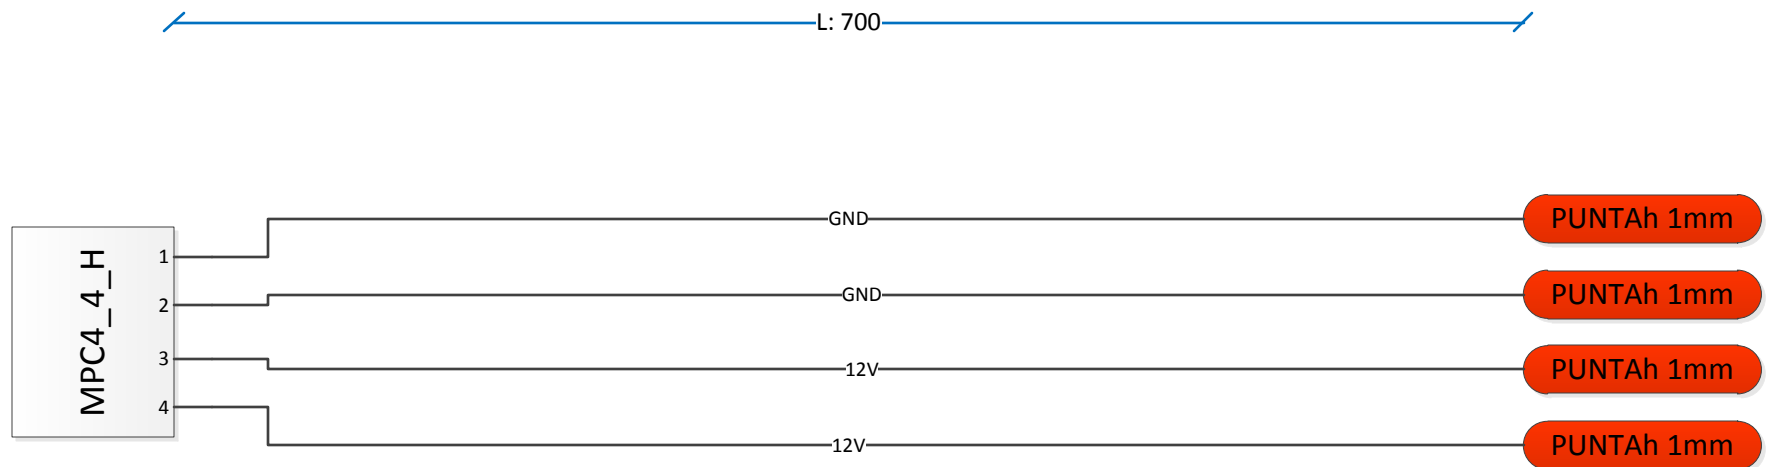 L: 700
MPC4_4_H
1
GND
PUNTAh 1mm
2
GND
PUNTAh 1mm
3
12V
PUNTAh 1mm
4
12V
PUNTAh 1mm